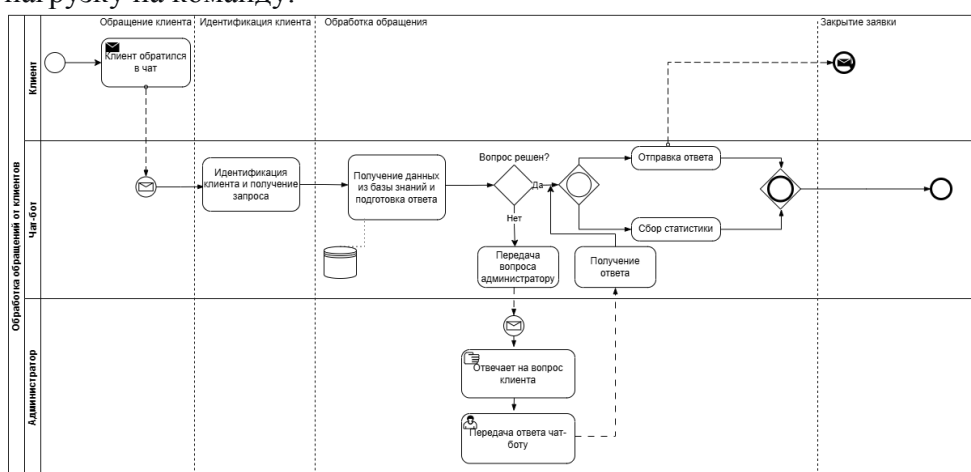 нагрузку на команду.
Обращение клиента
Идентификация клиента
Обработка обращения
Закрытие заявки
Обработка обращений от клиентов
Клиент
Клиент обратился
в чат
Чат-бот
Идентификация
клиента и получение
запроса
Получение данных
из базы знаний и
подготовка ответа
Вопрос решен?
Да
Нет
Отправка ответа
Сбор статистики
Передача
вопроса
администратору
Получение
ответа
Администратор
Отвечает на вопрос
клиента
Передача ответа чат-
боту